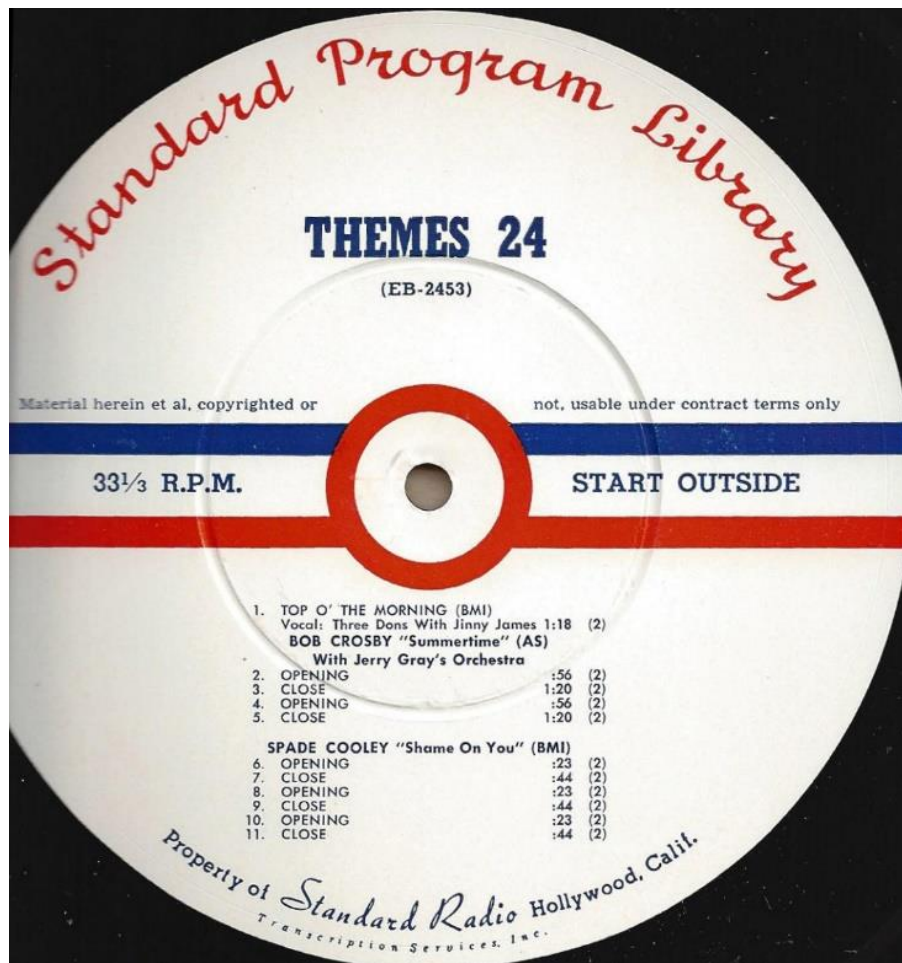 Standard Program Library
THEMES 24
(EB-2453)
Material herein et al, copyrighted or not, usable under contract terms only
33⅓ R.P.M. START OUTSIDE
1. TOP O' THE MORNING (BMI)
Vocal: Three Dons With Jinny James 1:18 (2)
BOB CROSBY "Summertime" (AS)
With Jerry Gray's Orchestra
2. OPENING :56 (2)
3. CLOSE 1:20 (2)
4. OPENING :56 (2)
5. CLOSE 1:20 (2)
SPADE COOLEY "Shame On You" (BMI)
6. OPENING :23 (2)
7. CLOSE :44 (2)
8. OPENING :23 (2)
9. CLOSE :44 (2)
10. OPENING :23 (2)
11. CLOSE :44 (2)
Property of Standard Radio Hollywood, Calif.
Transcription Services, Inc.